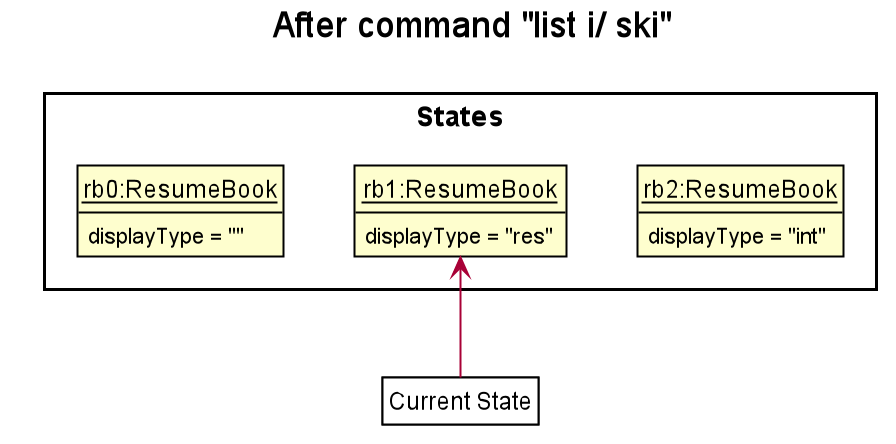 After command "list i/ ski"
States
rb0:ResumeBook
displayType = ""
rb1:ResumeBook
displayType = "res"
rb2:ResumeBook
displayType = "int"
Current State